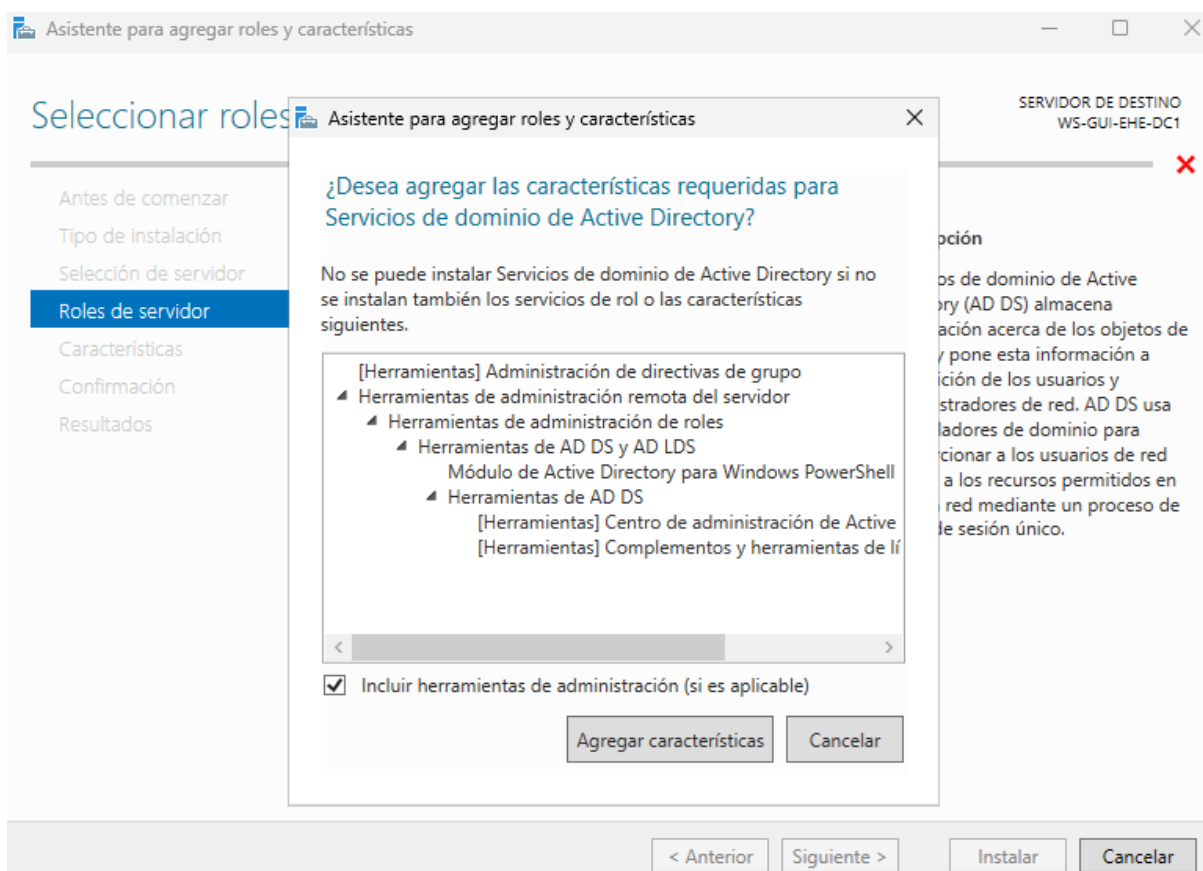 Asistente para agregar roles y características
Seleccionar roles
SERVIDOR DE DESTINO
WS-GUI-EHE-DC1
Antes de comenzar
Tipo de instalación
Selección de servidor
Roles de servidor
Características
Confirmación
Resultados
Asistente para agregar roles y características
¿Desea agregar las características requeridas para
Servicios de dominio de Active Directory?
No se puede instalar Servicios de dominio de Active Directory si no
se instalan también los servicios de rol o las características
siguientes.
[Herramientas] Administración de directivas de grupo
Herramientas de administración remota del servidor
Herramientas de administración de roles
Herramientas de AD DS y AD LDS
Módulo de Active Directory para Windows PowerShell
Herramientas de AD DS
[Herramientas] Centro de administración de Active
[Herramientas] Complementos y herramientas de lí
Incluir herramientas de administración (si es aplicable)
Agregar características
Cancelar
pción
os de dominio de Active
ory (AD DS) almacena
ación acerca de los objetos de
y pone esta información a
ición de los usuarios y
stradores de red. AD DS usa
ladores de dominio para
rcionar a los usuarios de red
a los recursos permitidos en
red mediante un proceso de
de sesión único.
< Anterior
Siguiente >
Instalar
Cancelar